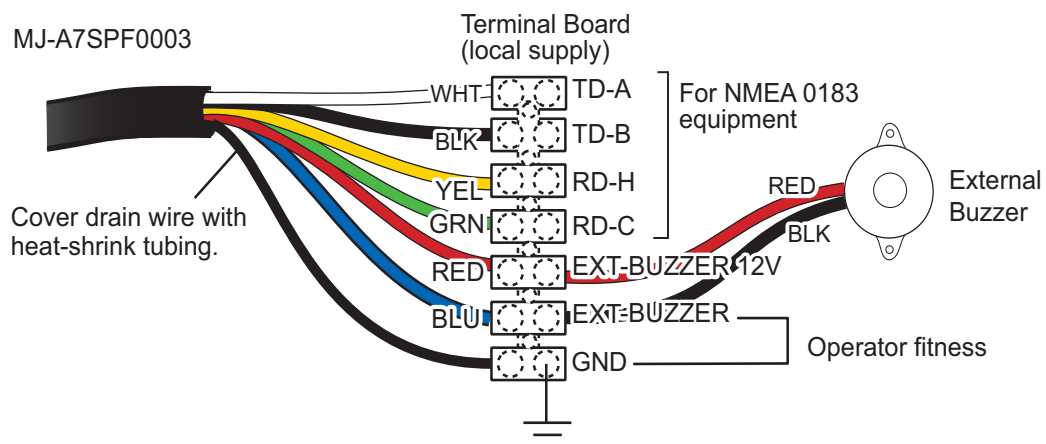 MJ-A7SPF0003
Terminal Board
(local supply)
WHT
TD-A
BLK
TD-B
YEL
RD-H
GRN
RD-C
For NMEA 0183
equipment
RED
EXT-BUZZER 12V
BLU
EXT-BUZZER
GND
Operator fitness
RED
BLK
External
Buzzer
Cover drain wire with
heat-shrink tubing.